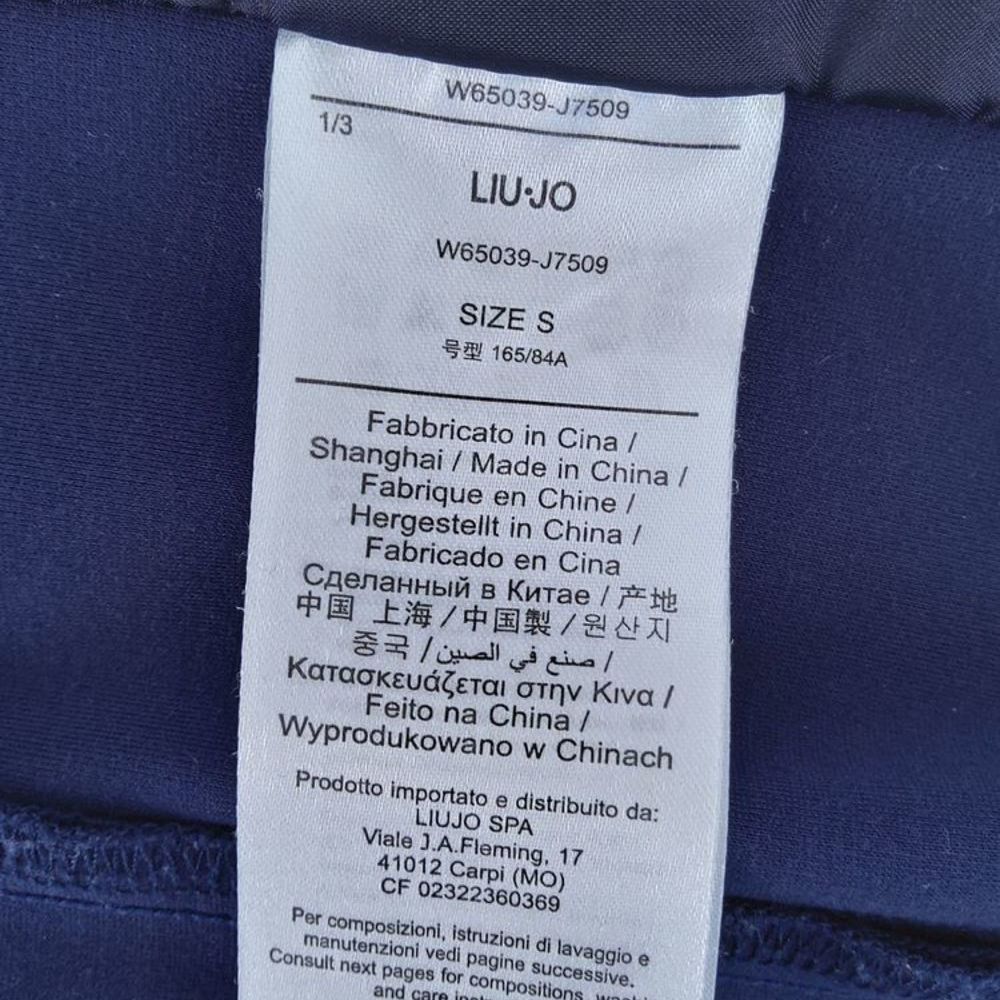 W65039-J7509
1/3
LIU·JO
W65039-J7509
SIZE S
号型 165/84A
Fabbricato in Cina /
Shanghai / Made in China /
Fabrique en Chine /
Hergestellt in China /
Fabricado en Cina
Сделанный в Китае / 产地
中国 上海 / 中国製 / 원산지
중국 / صنع في الصين /
Κατασκευάζεται στην Κινα /
Feito na China /
Wyprodukowano w Chinach
Prodotto importato e distribuito da:
LIUJO SPA
Viale J.A.Fleming, 17
41012 Carpi (MO)
CF 02322360369
Per composizioni, istruzioni di lavaggio e
manutenzioni vedi pagine successive.
Consult next pages for compositions,
and care